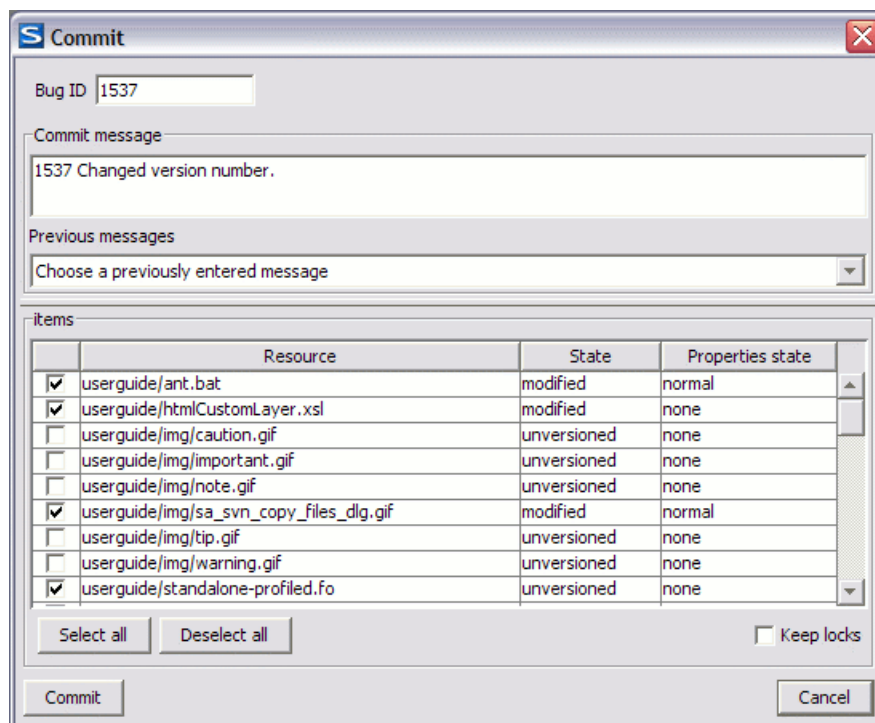 S Commit
Bug ID 1537
Commit message
1537 Changed version number.
Previous messages
Choose a previously entered message
items
Resource State Properties state
userguide/ant.bat modified normal
userguide/htmlCustomLayer.xsl modified none
userguide/img/caution.gif unversioned none
userguide/img/important.gif unversioned none
userguide/img/note.gif unversioned none
userguide/img/sa_svn_copy_files_dlg.gif modified normal
userguide/img/tip.gif unversioned none
userguide/img/warning.gif unversioned none
userguide/standalone-profiled.fo unversioned none
Select all Deselect all Keep locks
Commit Cancel